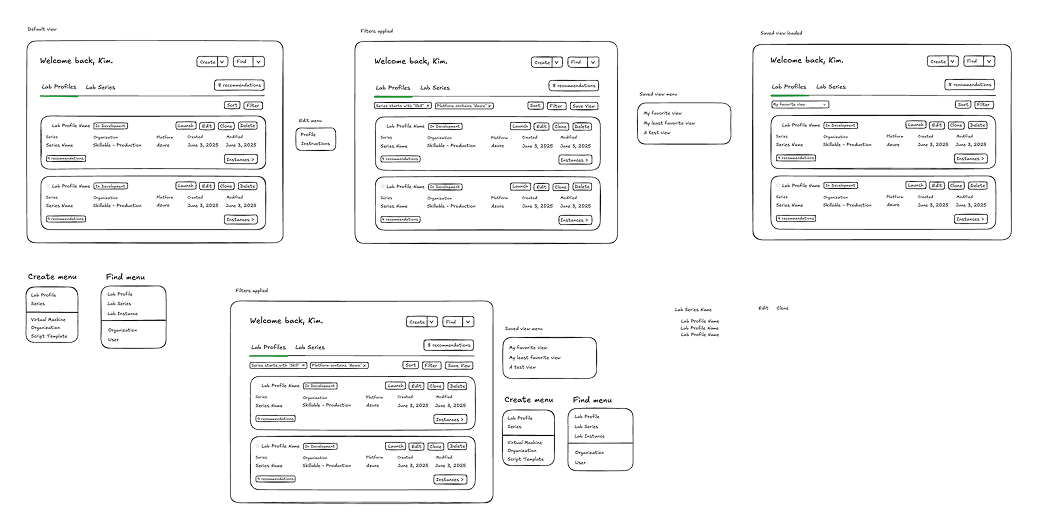 Default view
Welcome back, Kim.
Create
Find
Lab Profiles
Lab Series
8 recommendations
Sort
Filter
Lab Profile Name
In Development
Launch
Edit
Clone
Delete
Series
Organization
Platform
Created
Modified
Series Name
Skillable - Production
Azure
June 3, 2025
June 3, 2025
9 recommendations
Instances >
Lab Profile Name
In Development
Launch
Edit
Clone
Delete
Series
Organization
Platform
Created
Modified
Series Name
Skillable - Production
Azure
June 3, 2025
June 3, 2025
9 recommendations
Instances >
Edit menu
Profile
Instructions
Filters applied
Welcome back, Kim.
Create
Find
Lab Profiles
Lab Series
8 recommendations
Series starts with "Skill" x
Platform contains "Azure" x
Sort
Filter
Save View
Lab Profile Name
In Development
Launch
Edit
Clone
Delete
Series
Organization
Platform
Created
Modified
Series Name
Skillable - Production
Azure
June 3, 2025
June 3, 2025
9 recommendations
Instances >
Lab Profile Name
In Development
Launch
Edit
Clone
Delete
Series
Organization
Platform
Created
Modified
Series Name
Skillable - Production
Azure
June 3, 2025
June 3, 2025
9 recommendations
Instances >
Saved view menu
My favorite view
My least favorite view
A test view
Saved view loaded
Welcome back, Kim.
Create
Find
Lab Profiles
Lab Series
8 recommendations
My favorite view
Sort
Filter
Lab Profile Name
In Development
Launch
Edit
Clone
Delete
Series
Organization
Platform
Created
Modified
Series Name
Skillable - Production
Azure
June 3, 2025
June 3, 2025
9 recommendations
Instances >
Lab Profile Name
In Development
Launch
Edit
Clone
Delete
Series
Organization
Platform
Created
Modified
Series Name
Skillable - Production
Azure
June 3, 2025
June 3, 2025
9 recommendations
Instances >
Create menu
Lab Profile
Series
Virtual Machine
Organization
Script Template
Find menu
Lab Profile
Lab Series
Lab Instance
Organization
User
Filters applied
Welcome back, Kim.
Create
Find
Lab Profiles
Lab Series
8 recommendations
Series starts with "Skill" x
Platform contains "Azure" x
Sort
Filter
Save View
Lab Profile Name
In Development
Launch
Edit
Clone
Delete
Series
Organization
Platform
Created
Modified
Series Name
Skillable - Production
Azure
June 3, 2025
June 3, 2025
9 recommendations
Instances >
Lab Profile Name
In Development
Launch
Edit
Clone
Delete
Series
Organization
Platform
Created
Modified
Series Name
Skillable - Production
Azure
June 3, 2025
June 3, 2025
9 recommendations
Instances >
Saved view menu
My favorite view
My least favorite view
A test view
Create menu
Lab Profile
Series
Virtual Machine
Organization
Script Template
Find menu
Lab Profile
Lab Series
Lab Instance
Organization
User
Lab Series Name
Edit
Clone
Lab Profile Name
Lab Profile Name
Lab Profile Name